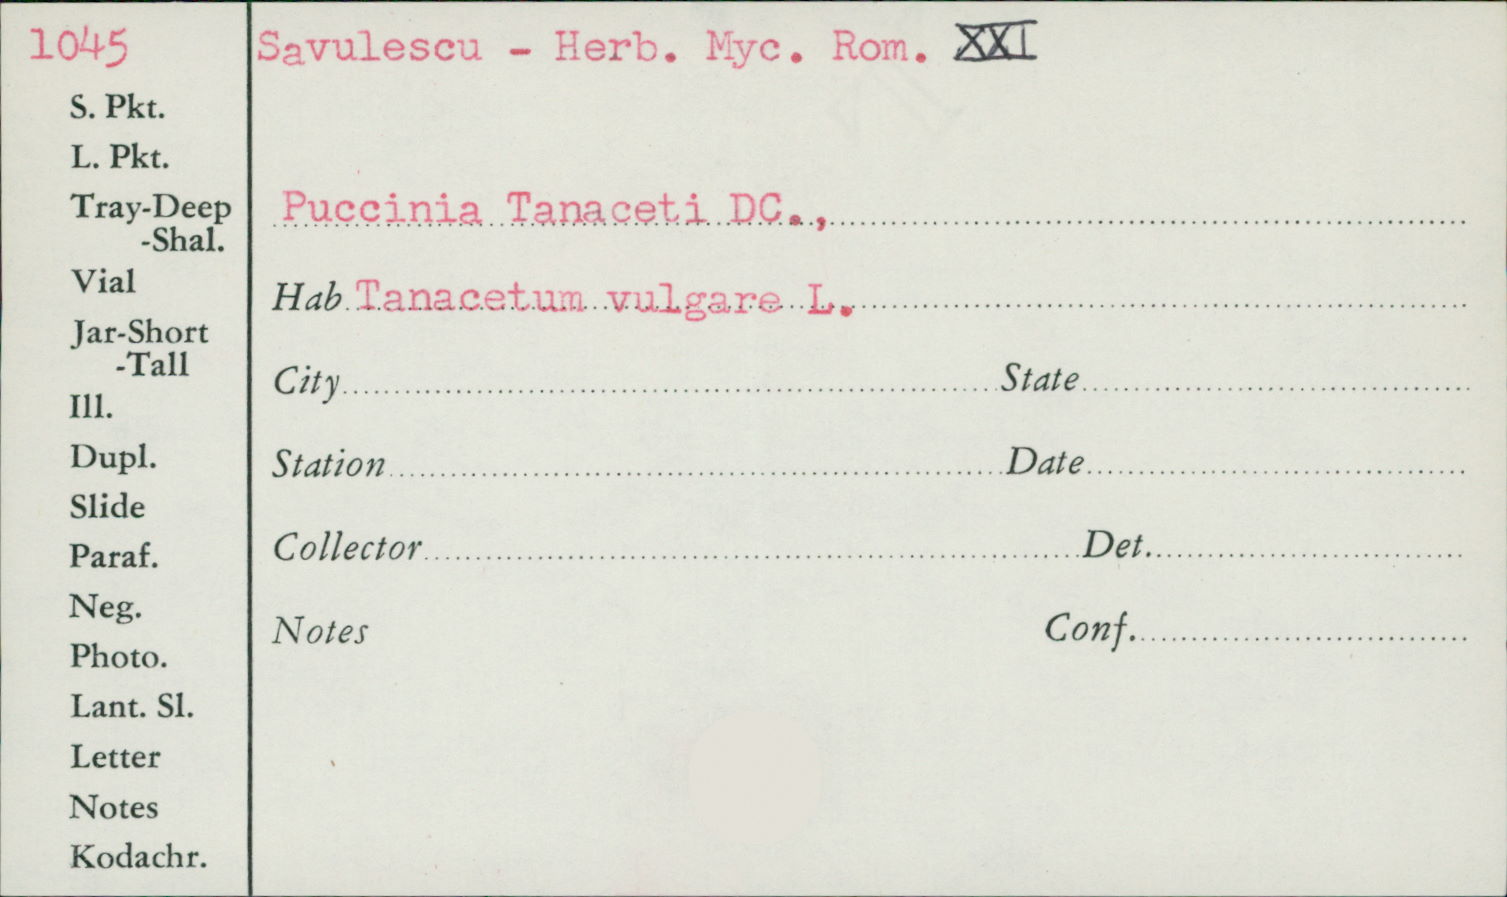 1045
Savulescu - Herb. Myc. Rom. XXI
S. Pkt.
L. Pkt.
Tray-Deep
-Shal.
Vial
Jar-Short
-Tall
Ill.
Dupl.
Slide
Paraf.
Neg.
Photo.
Lant. Sl.
Letter
Notes
Kodachr.
Puccinia Tanaceti DC.,
Hab. Tanacetum vulgare L.
City State
Station Date
Collector Det.
Notes Conf.